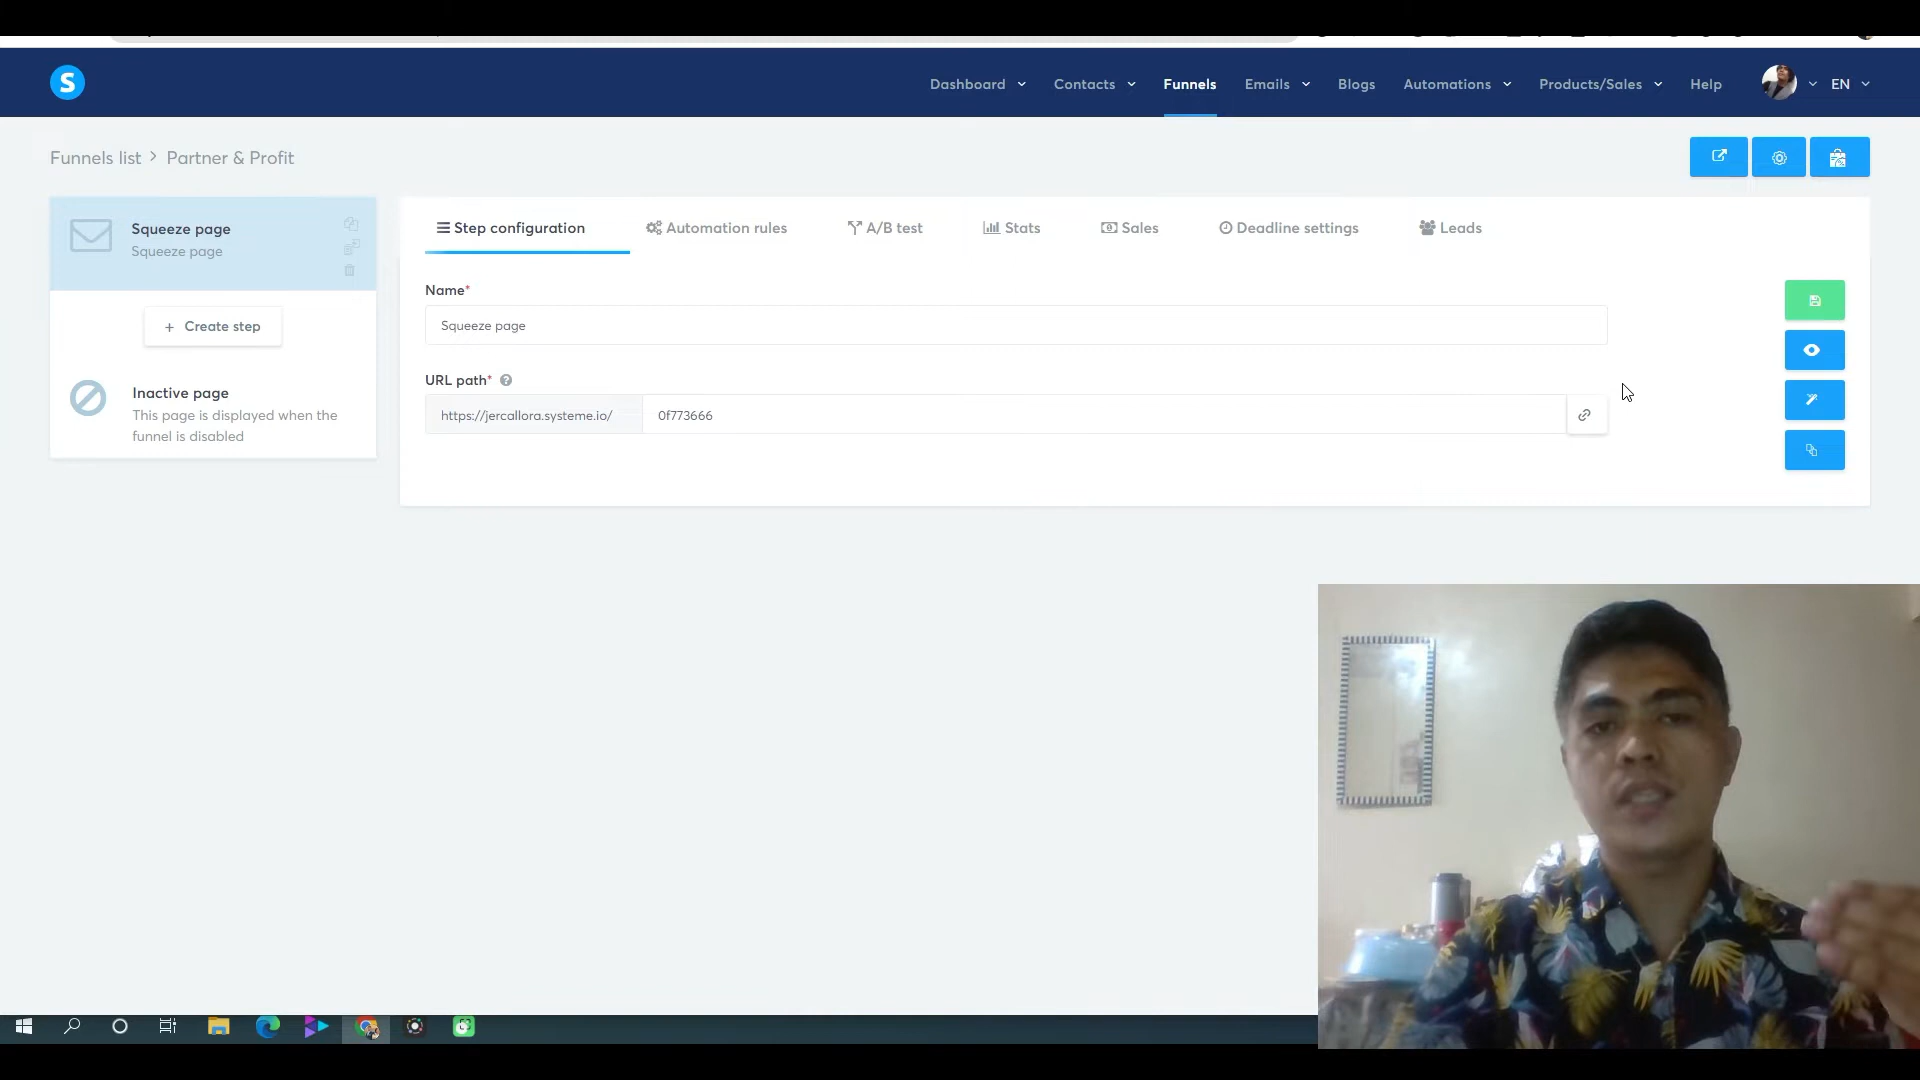 S
Dashboard
Contacts
Funnels
Emails
Blogs
Automations
Products/Sales
Help
EN
Funnels list > Partner & Profit
Squeeze page
Squeeze page
+ Create step
Inactive page
This page is displayed when the
funnel is disabled
Step configuration
Automation rules
A/B test
Stats
Sales
Deadline settings
Leads
Name*
Squeeze page
URL path* ?
https://jercallora.systeme.io/
0f773666